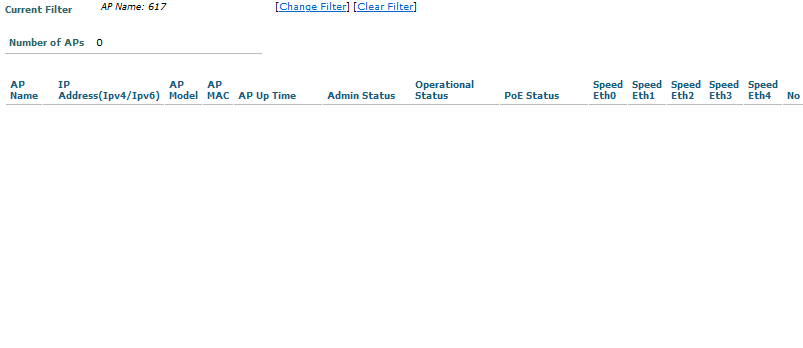 Current Filter AP Name: 617 [Change Filter] [Clear Filter]
Number of APs 0
AP Name IP Address(Ipv4/Ipv6) AP Model AP MAC AP Up Time Admin Status Operational Status PoE Status Speed Eth0 Speed Eth1 Speed Eth2 Speed Eth3 Speed Eth4 No